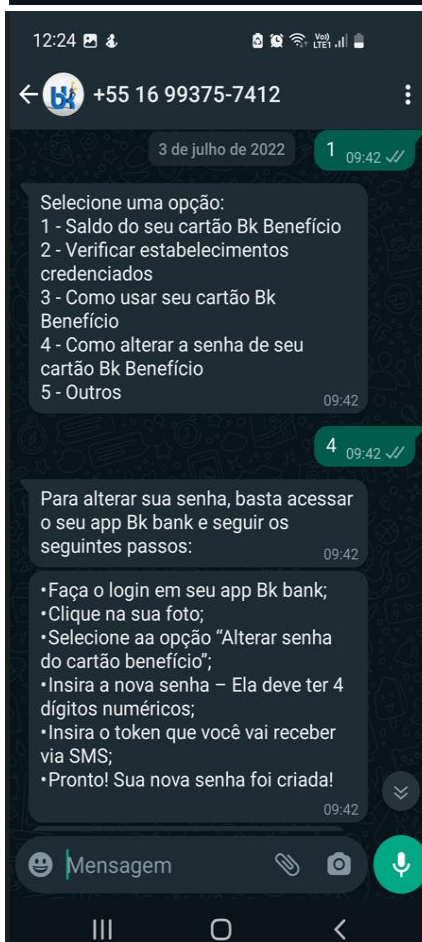 12:24
Vo)
LTE1
bk
+55 16 99375-7412
3 de julho de 2022
1
09:42
Selecione uma opção:
1 - Saldo do seu cartão Bk Benefício
2 - Verificar estabelecimentos
credenciados
3 - Como usar seu cartão Bk
Benefício
4 - Como alterar a senha de seu
cartão Bk Benefício
5 - Outros
09:42
4
09:42
Para alterar sua senha, basta acessar
o seu app Bk bank e seguir os
seguintes passos:
09:42
•Faça o login em seu app Bk bank;
•Clique na sua foto;
•Selecione aa opção “Alterar senha
do cartão benefício”;
•Insira a nova senha – Ela deve ter 4
dígitos numéricos;
•Insira o token que você vai receber
via SMS;
•Pronto! Sua nova senha foi criada!
09:42
Mensagem